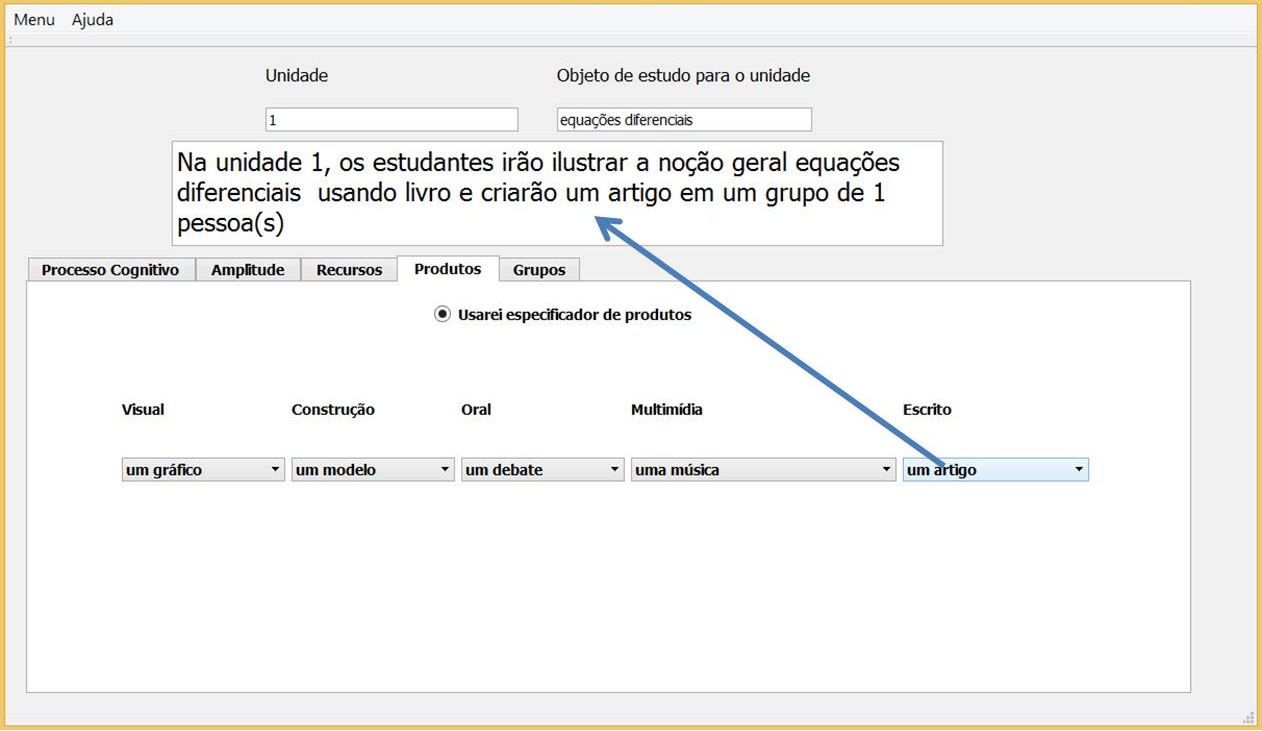 Menu Ajuda
Unidade Objeto de estudo para o unidade
1 equações diferenciais
Na unidade 1, os estudantes irão ilustrar a noção geral equações
diferenciais  usando livro e criarão um artigo em um grupo de 1
pessoa(s)
Processo Cognitivo Amplitude Recursos Produtos Grupos
Usarei especificador de produtos
Visual Construção Oral Multimídia Escrito
um gráfico um modelo um debate uma música um artigo